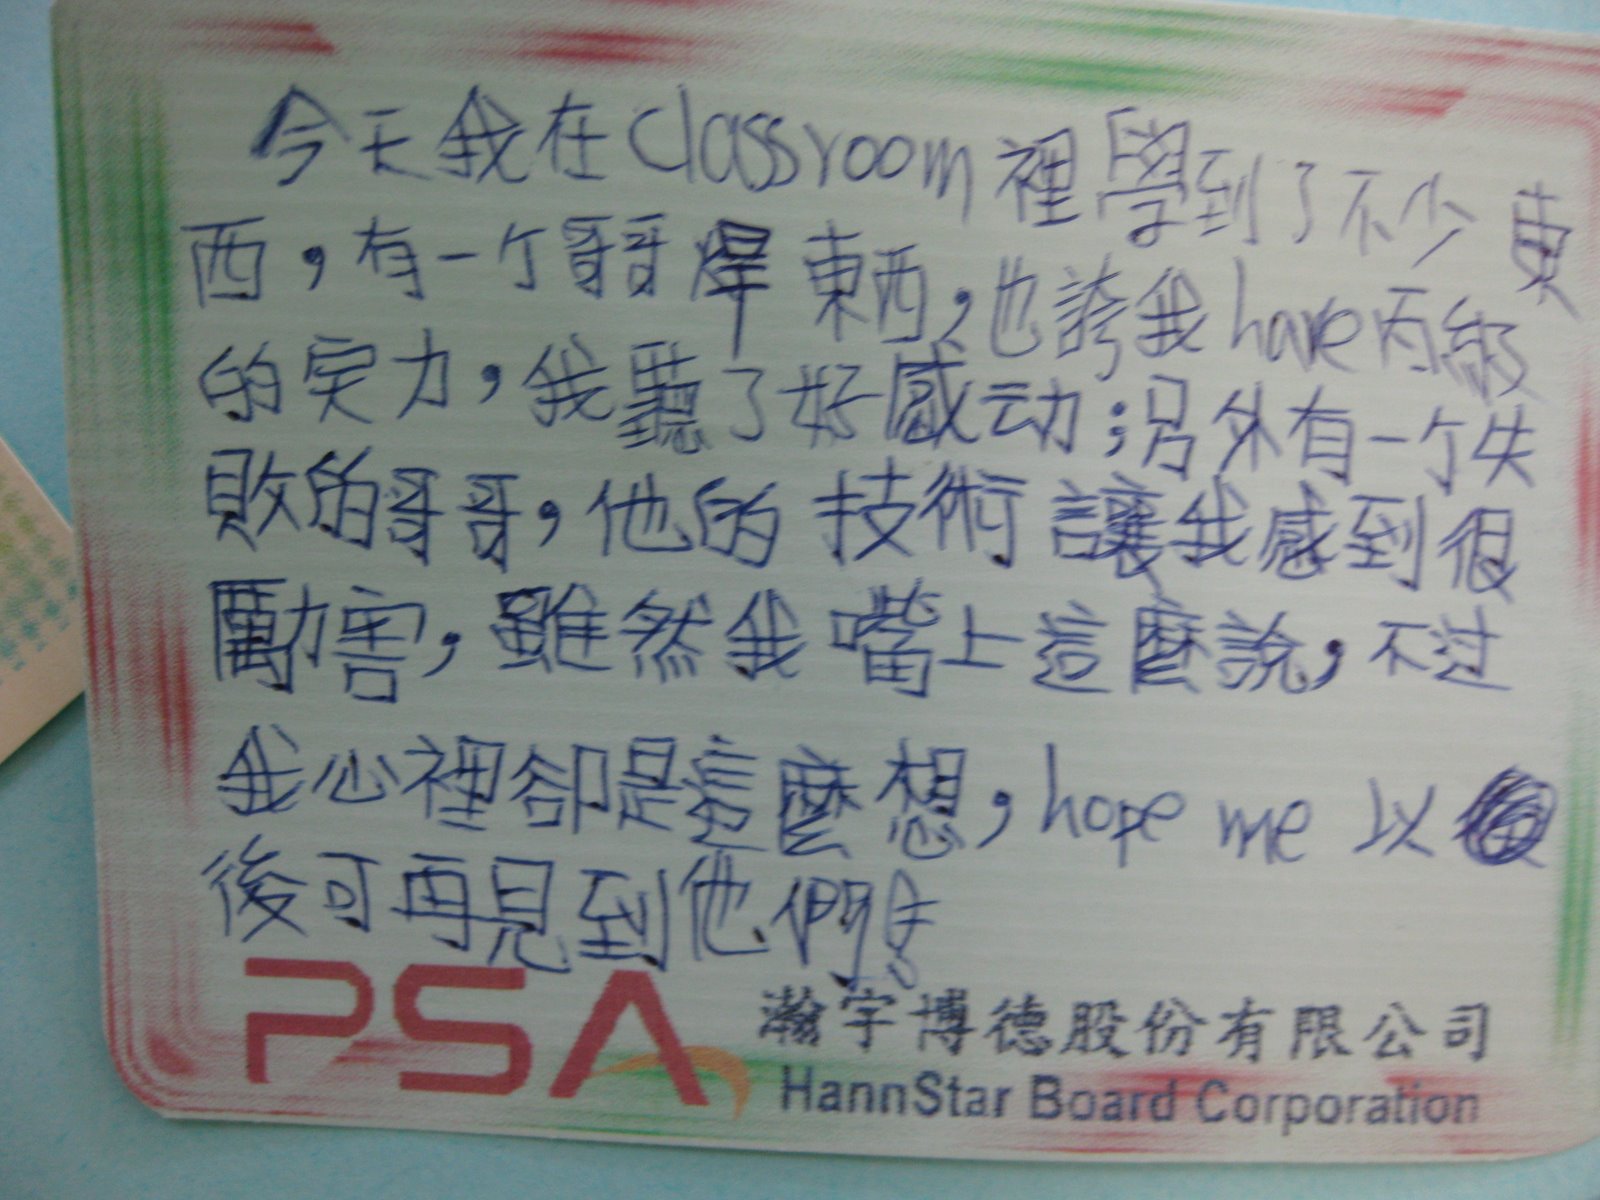 今天我在classroom裡學到了不少東
西，有一个哥哥焊東西，也誇我have丙級
的実力，我聽了好感动；另外有一个失
敗的哥哥，他的技術讓我感到很
勵害，雖然我嘴上這麼說，不过
我心裡卻是這麼想，hope me 以
後可再見到他們
PSA
瀚宇博德股份有限公司
HannStar Board Corporation